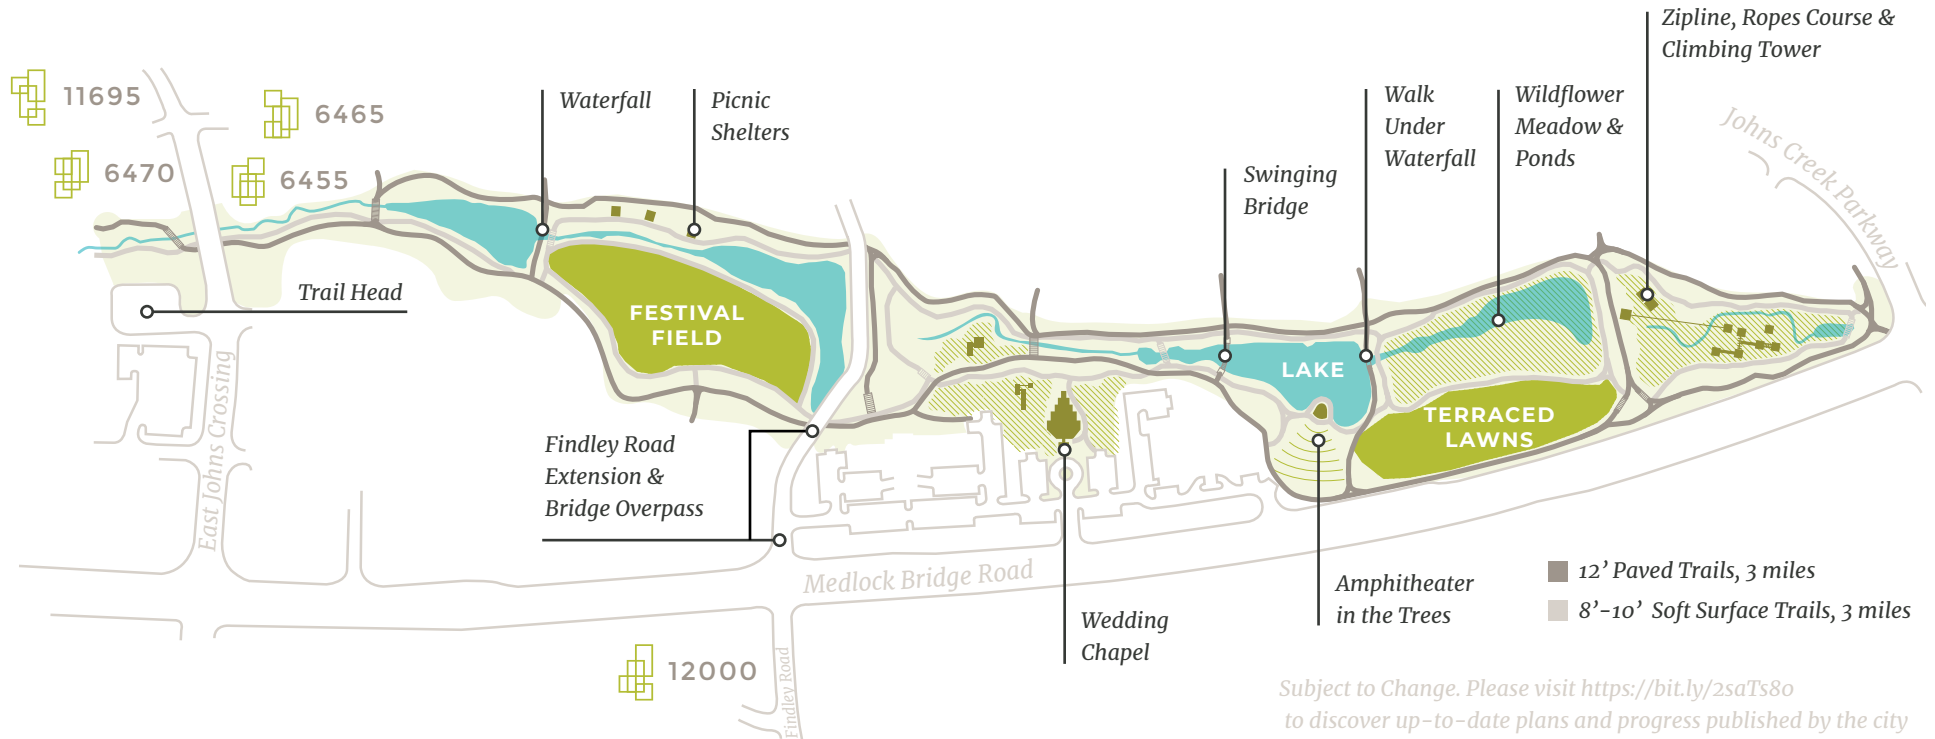 Zipline, Ropes Course &
Climbing Tower
11695
6465
6470
6455
Waterfall
Picnic
Shelters
Walk
Under
Waterfall
Wildflower
Meadow &
Ponds
Swinging
Bridge
Johns Creek Parkway
Trail Head
FESTIVAL
FIELD
LAKE
TERRACED
LAWNS
East Johns Crossing
Findley Road
Extension &
Bridge Overpass
Medlock Bridge Road
Wedding
Chapel
Amphitheater
in the Trees
12' Paved Trails, 3 miles
8'-10' Soft Surface Trails, 3 miles
12000
Findley Road
Subject to Change. Please visit https://bit.ly/2saTs80
to discover up-to-date plans and progress published by the city